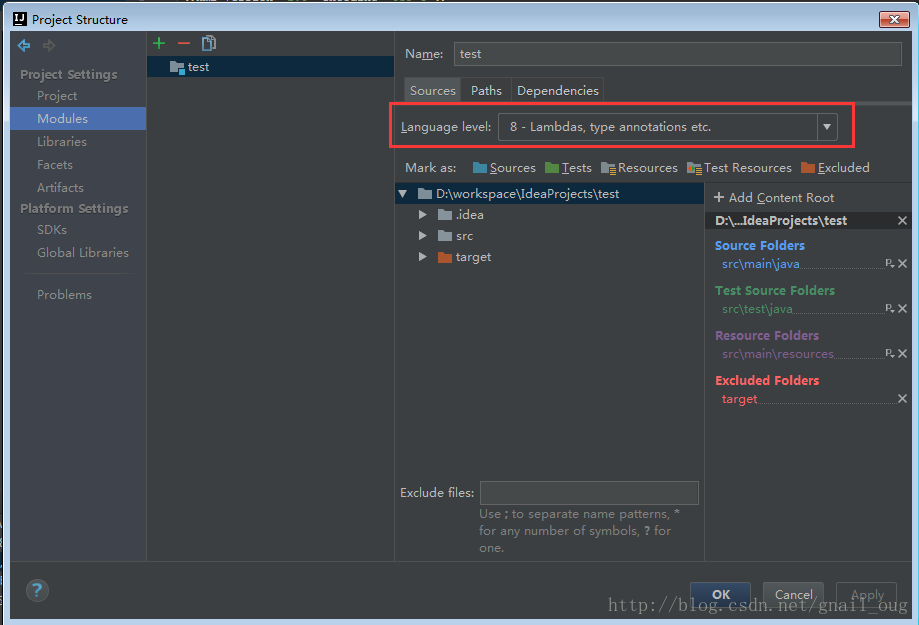 Project Structure
Project Settings
Project
Modules
Libraries
Facets
Artifacts
Platform Settings
SDKs
Global Libraries
Problems
test
Name: test
Sources Paths Dependencies
Language level: 8 - Lambdas, type annotations etc.
Mark as: Sources Tests Resources Test Resources Excluded
D:\workspace\IdeaProjects\test
.idea
src
target
+ Add Content Root
D:\...IdeaProjects\test
Source Folders
src\main\java
Test Source Folders
src\test\java
Resource Folders
src\main\resources
Excluded Folders
target
Exclude files:
Use ; to separate name patterns, *
for any number of symbols, ? for
one.
?
OK Cancel Apply
http://blog.csdn.net/gnail_oug